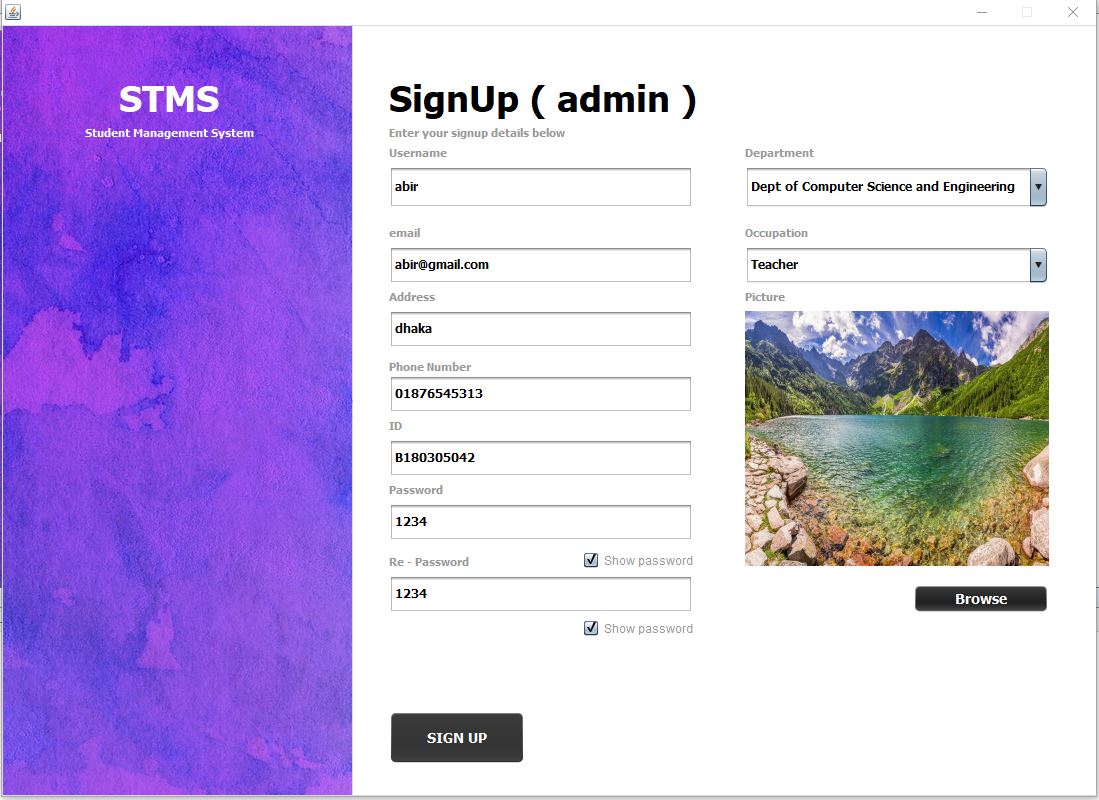 STMS
Student Management System
SignUp ( admin )
Enter your signup details below
Username
abir
email
abir@gmail.com
Address
dhaka
Phone Number
01876545313
ID
B180305042
Password
1234
Show password
Re - Password
1234
Show password
SIGN UP
Department
Dept of Computer Science and Engineering
Occupation
Teacher
Picture
Browse